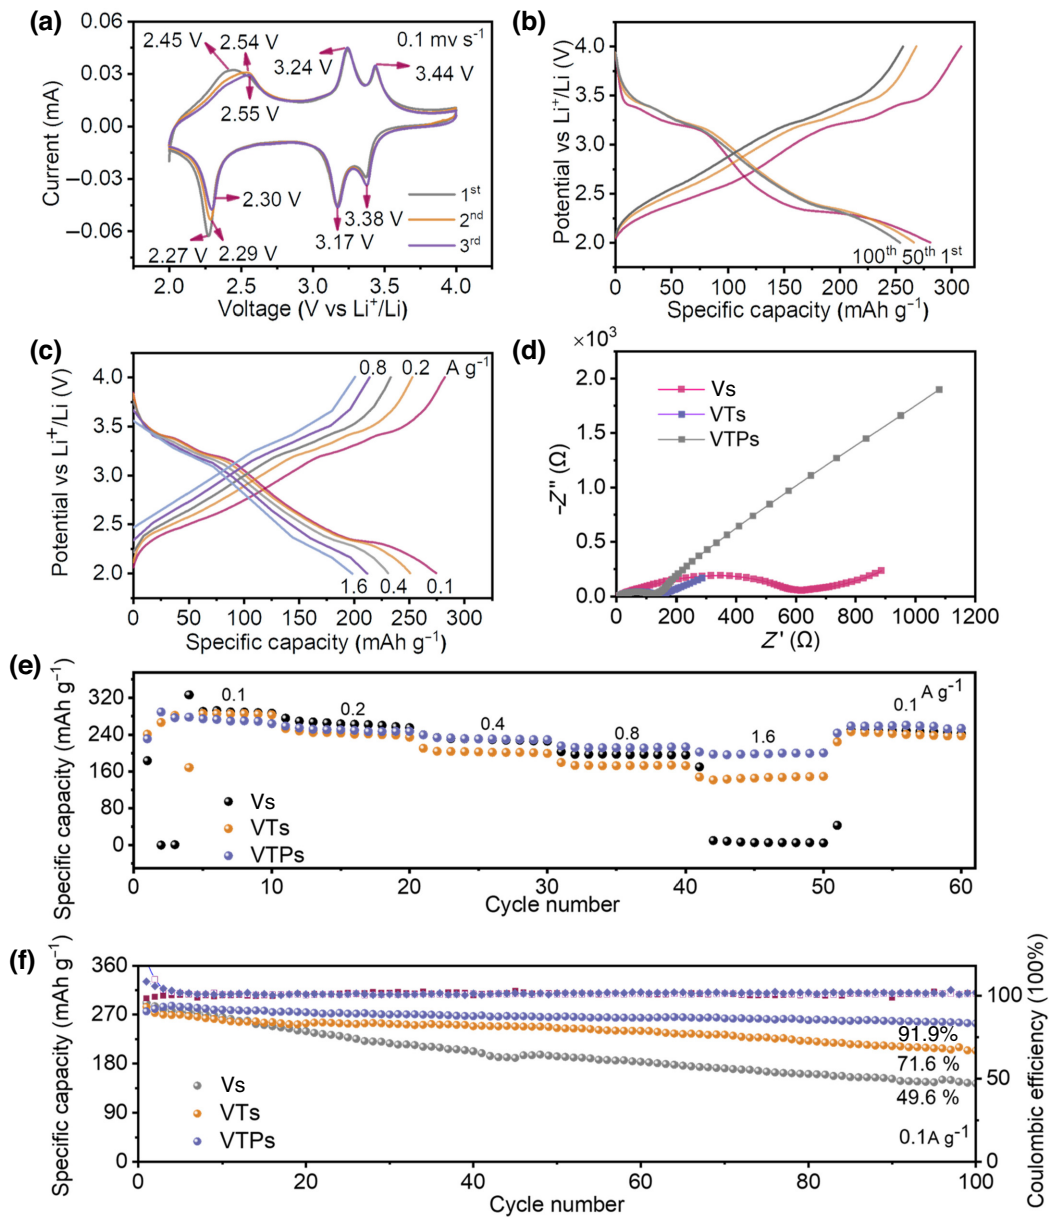 (a)
0.06
0.03
0.00
−0.03
−0.06
Current (mA)
2.45 V
2.54 V
2.55 V
3.24 V
3.44 V
0.1 mv s⁻¹
2.30 V
2.27 V
2.29 V
3.17 V
3.38 V
1ˢᵗ
2ⁿᵈ
3ʳᵈ
2.0 2.5 3.0 3.5 4.0
Voltage (V vs Li⁺/Li)
(b)
4.0
3.5
3.0
2.5
2.0
Potential vs Li⁺/Li (V)
100ᵗʰ 50ᵗʰ 1ˢᵗ
0 50 100 150 200 250 300
Specific capacity (mAh g⁻¹)
(c)
4.0
3.5
3.0
2.5
2.0
Potential vs Li⁺/Li (V)
0.8 0.2 A g⁻¹
1.6 0.4 0.1
0 50 100 150 200 250 300
Specific capacity (mAh g⁻¹)
(d)
×10³
2.0
1.5
1.0
0.5
0.0
-Z'' (Ω)
Vs
VTs
VTPs
0 200 400 600 800 1000 1200
Z' (Ω)
(e)
320
240
160
80
0
Specific capacity (mAh g⁻¹)
0.1
0.2
0.4
0.8
1.6
0.1
A g⁻¹
Vs
VTs
VTPs
0 10 20 30 40 50 60
Cycle number
(f)
360
270
180
90
0
Specific capacity (mAh g⁻¹)
Vs
VTs
VTPs
91.9%
71.6 %
49.6 %
0.1A g⁻¹
100
50
0
Coulombic efficiency (100%)
0 20 40 60 80 100
Cycle number